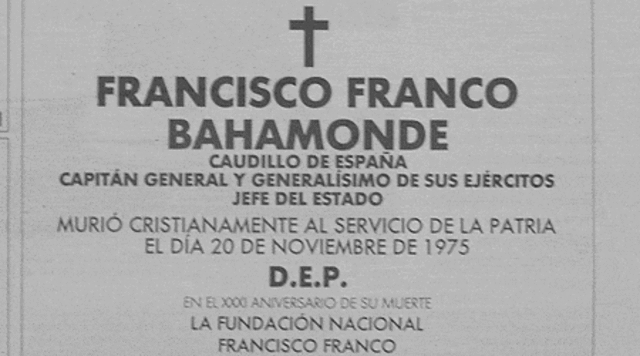 FRANCISCO FRANCO
BAHAMONDE
CAUDILLO DE ESPAÑA
CAPITÁN GENERAL Y GENERALÍSIMO DE SUS EJÉRCITOS
JEFE DEL ESTADO
MURIÓ CRISTIANAMENTE AL SERVICIO DE LA PATRIA
EL DÍA 20 DE NOVIEMBRE DE 1975
D.E.P.
EN EL XXXI ANIVERSARIO DE SU MUERTE
LA FUNDACIÓN NACIONAL
FRANCISCO FRANCO